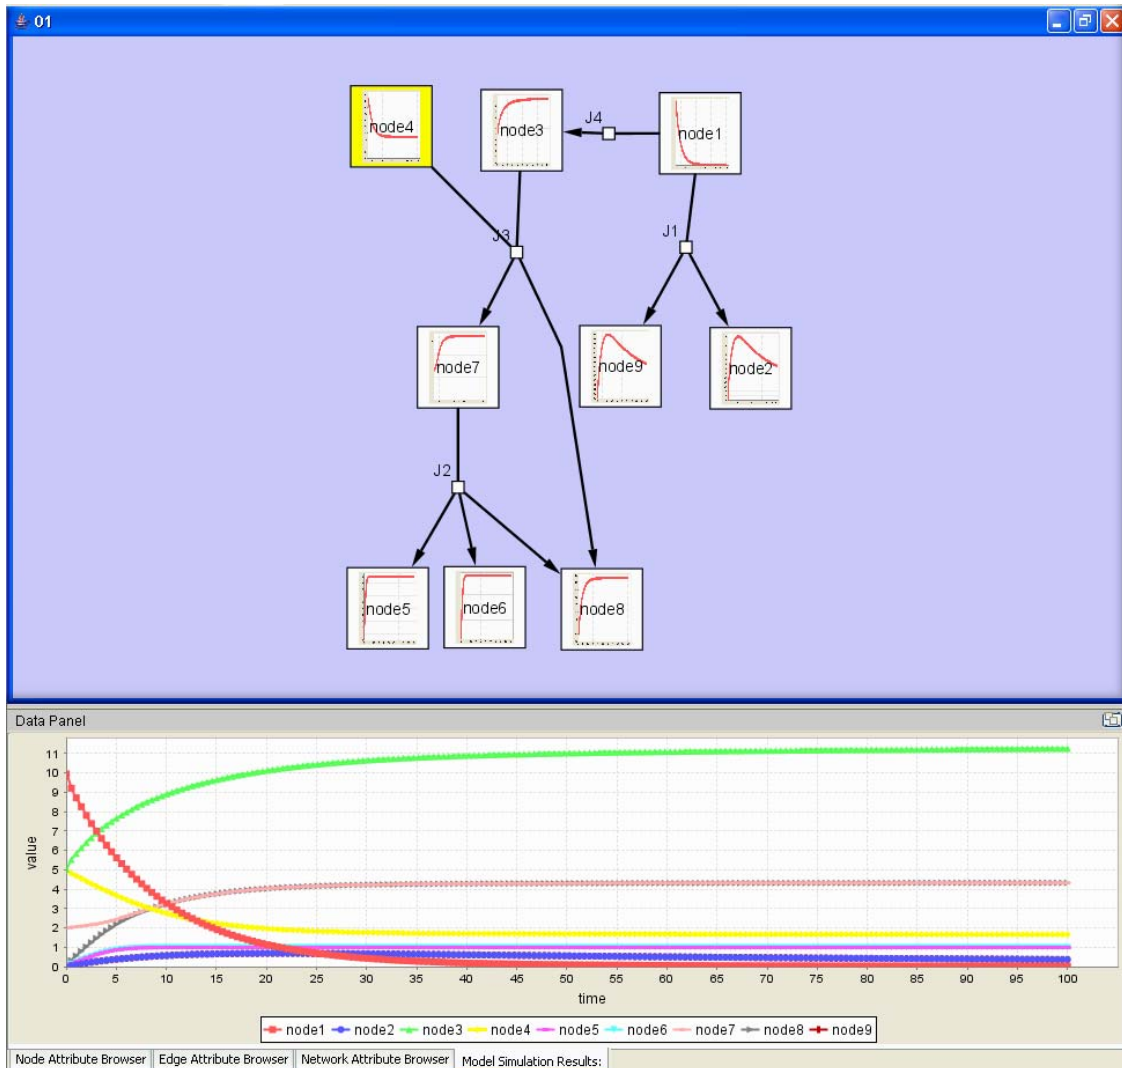 01
J4
node4
node3
node1
J3
J1
node7
node9
node2
J2
node5
node6
node8
Data Panel
11
10
9
8
7
6
5
4
3
2
1
0
value
0 5 10 15 20 25 30 35 40 45 50 55 60 65 70 75 80 85 90 95 100
time
node1 node2 node3 node4 node5 node6 node7 node8 node9
Node Attribute Browser Edge Attribute Browser Network Attribute Browser Model Simulation Results: